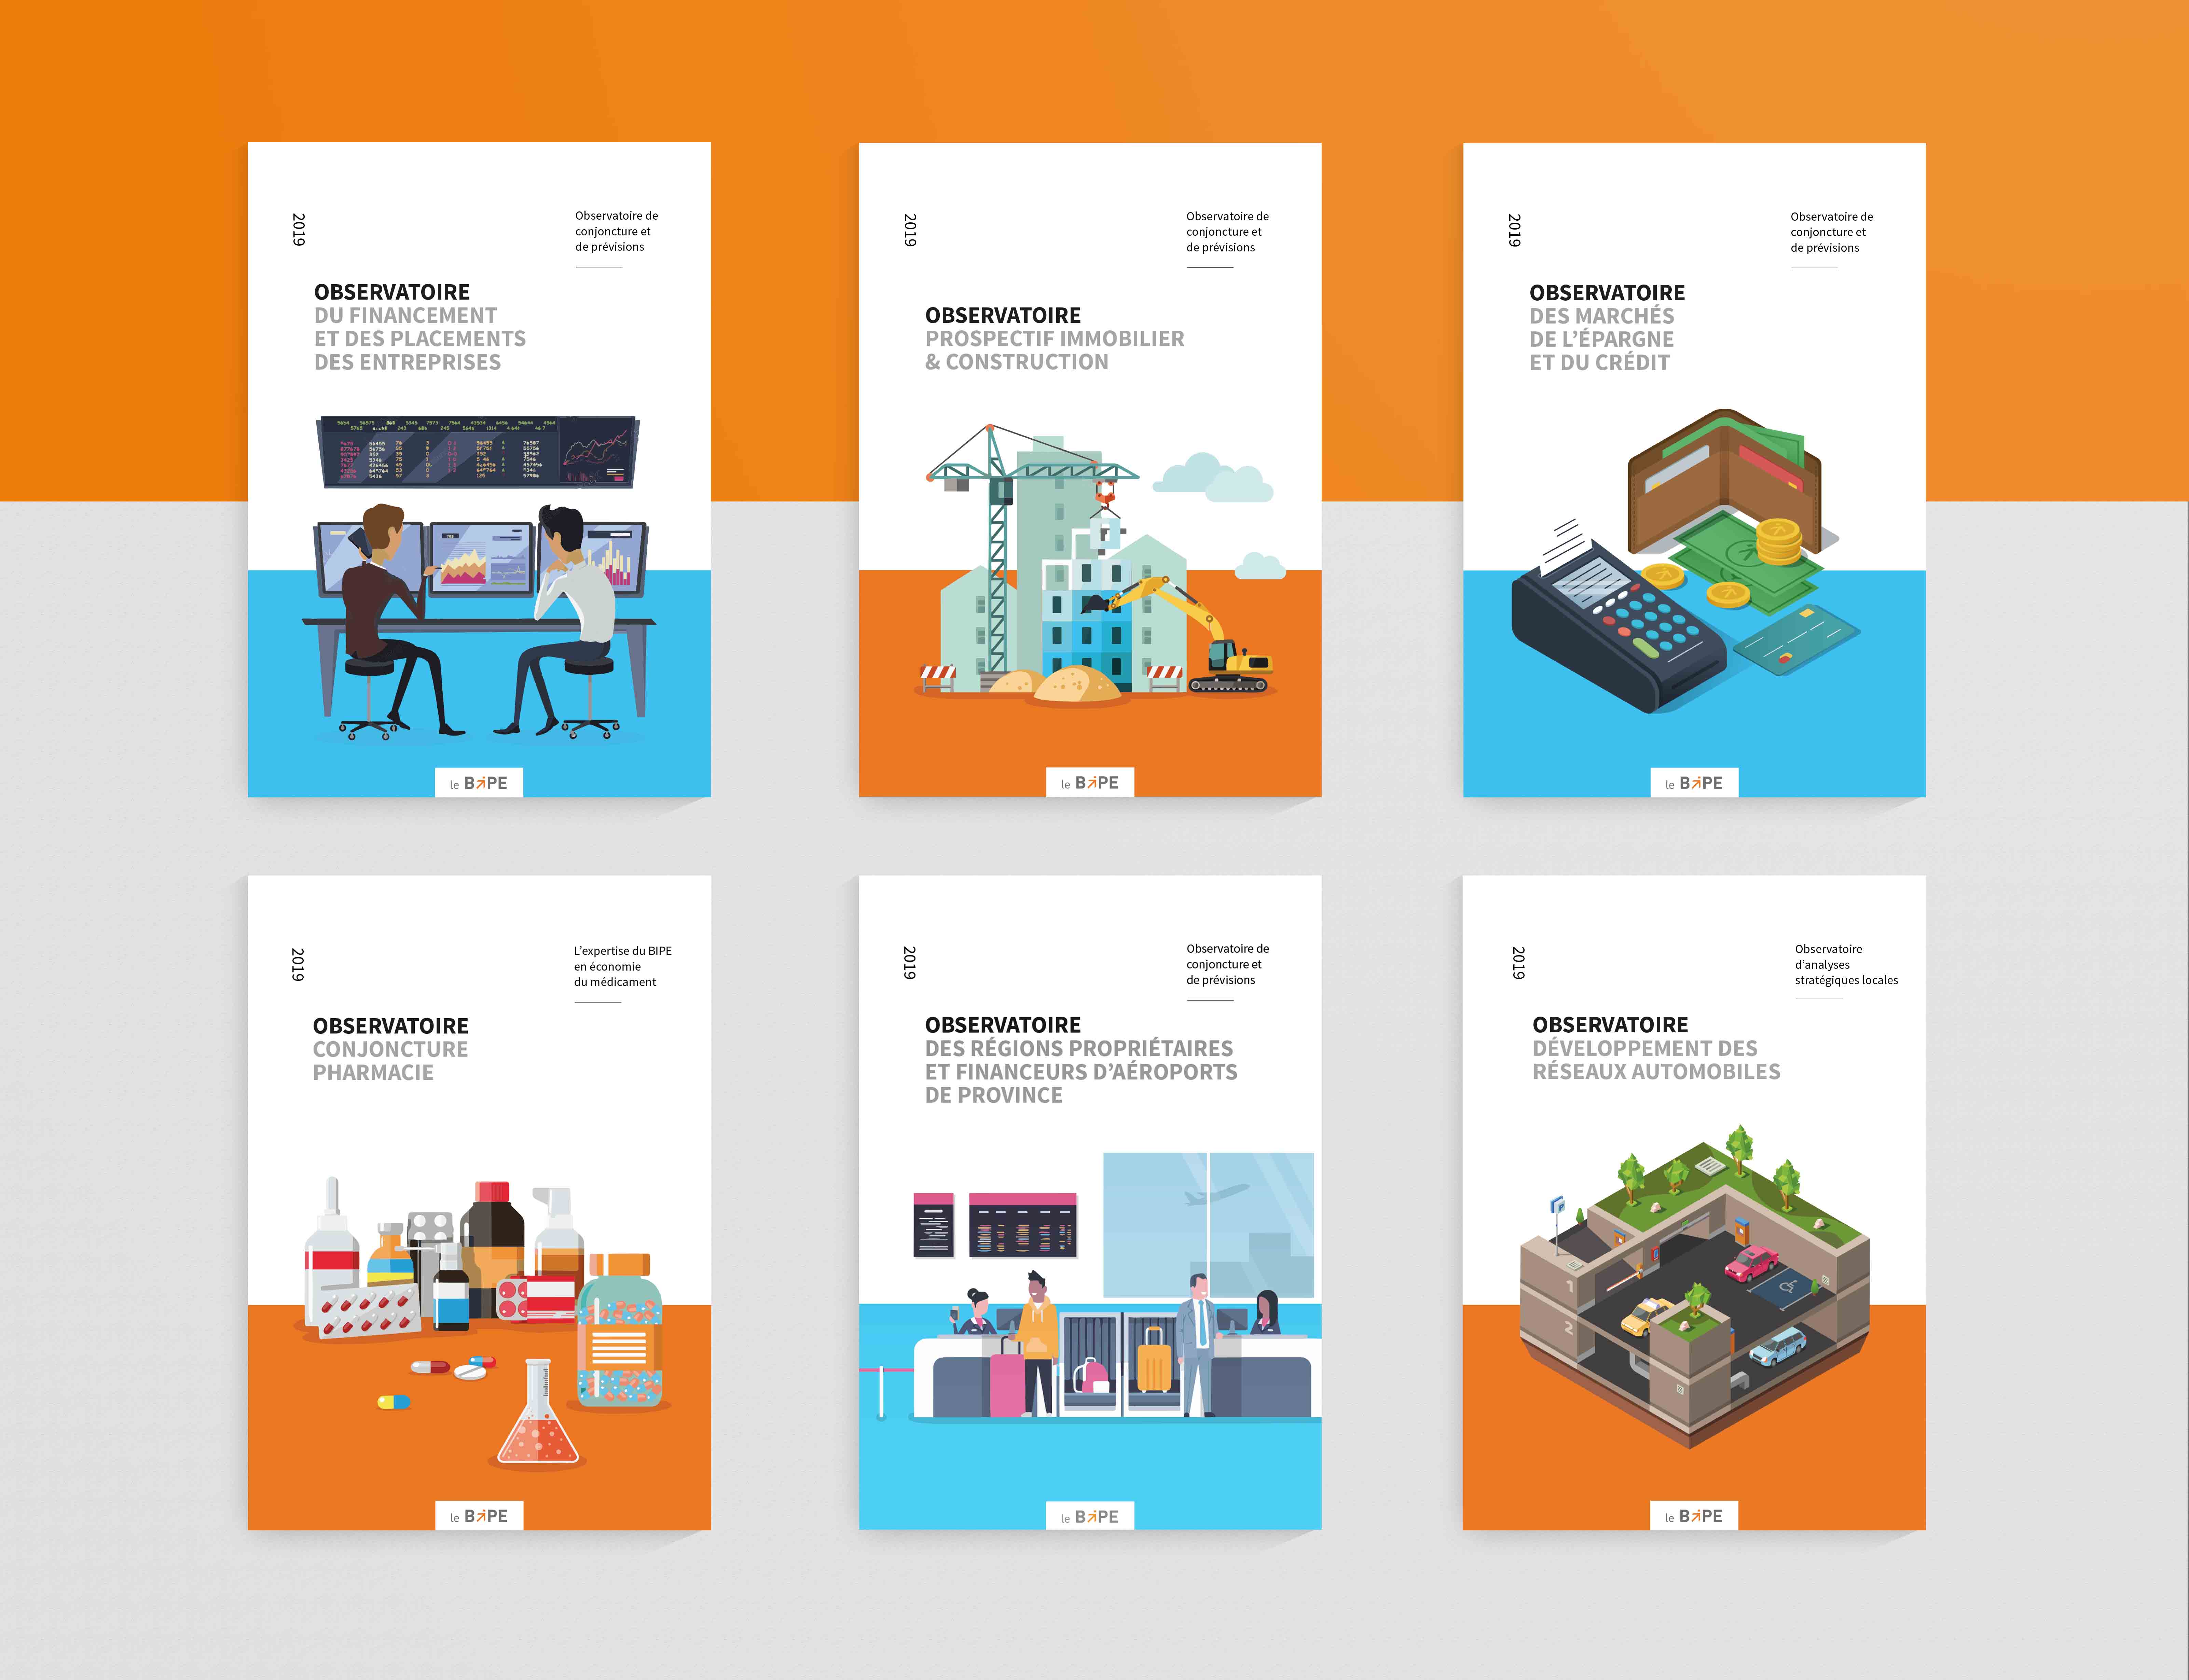 2019
Observatoire de
conjoncture et
de prévisions
OBSERVATOIRE
DU FINANCEMENT
ET DES PLACEMENTS
DES ENTREPRISES
le BiPE
2019
Observatoire de
conjoncture et
de prévisions
OBSERVATOIRE
PROSPECTIF IMMOBILIER
& CONSTRUCTION
le BiPE
2019
Observatoire de
conjoncture et
de prévisions
OBSERVATOIRE
DES MARCHÉS
DE L'ÉPARGNE
ET DU CRÉDIT
le BiPE
2019
L'expertise du BIPE
en économie
du médicament
OBSERVATOIRE
CONJONCTURE
PHARMACIE
le BiPE
2019
Observatoire de
conjoncture et
de prévisions
OBSERVATOIRE
DES RÉGIONS PROPRIÉTAIRES
ET FINANCEURS D'AÉROPORTS
DE PROVINCE
le BiPE
2019
Observatoire
d'analyses
stratégiques locales
OBSERVATOIRE
DÉVELOPPEMENT DES
RÉSEAUX AUTOMOBILES
1
2
le BiPE